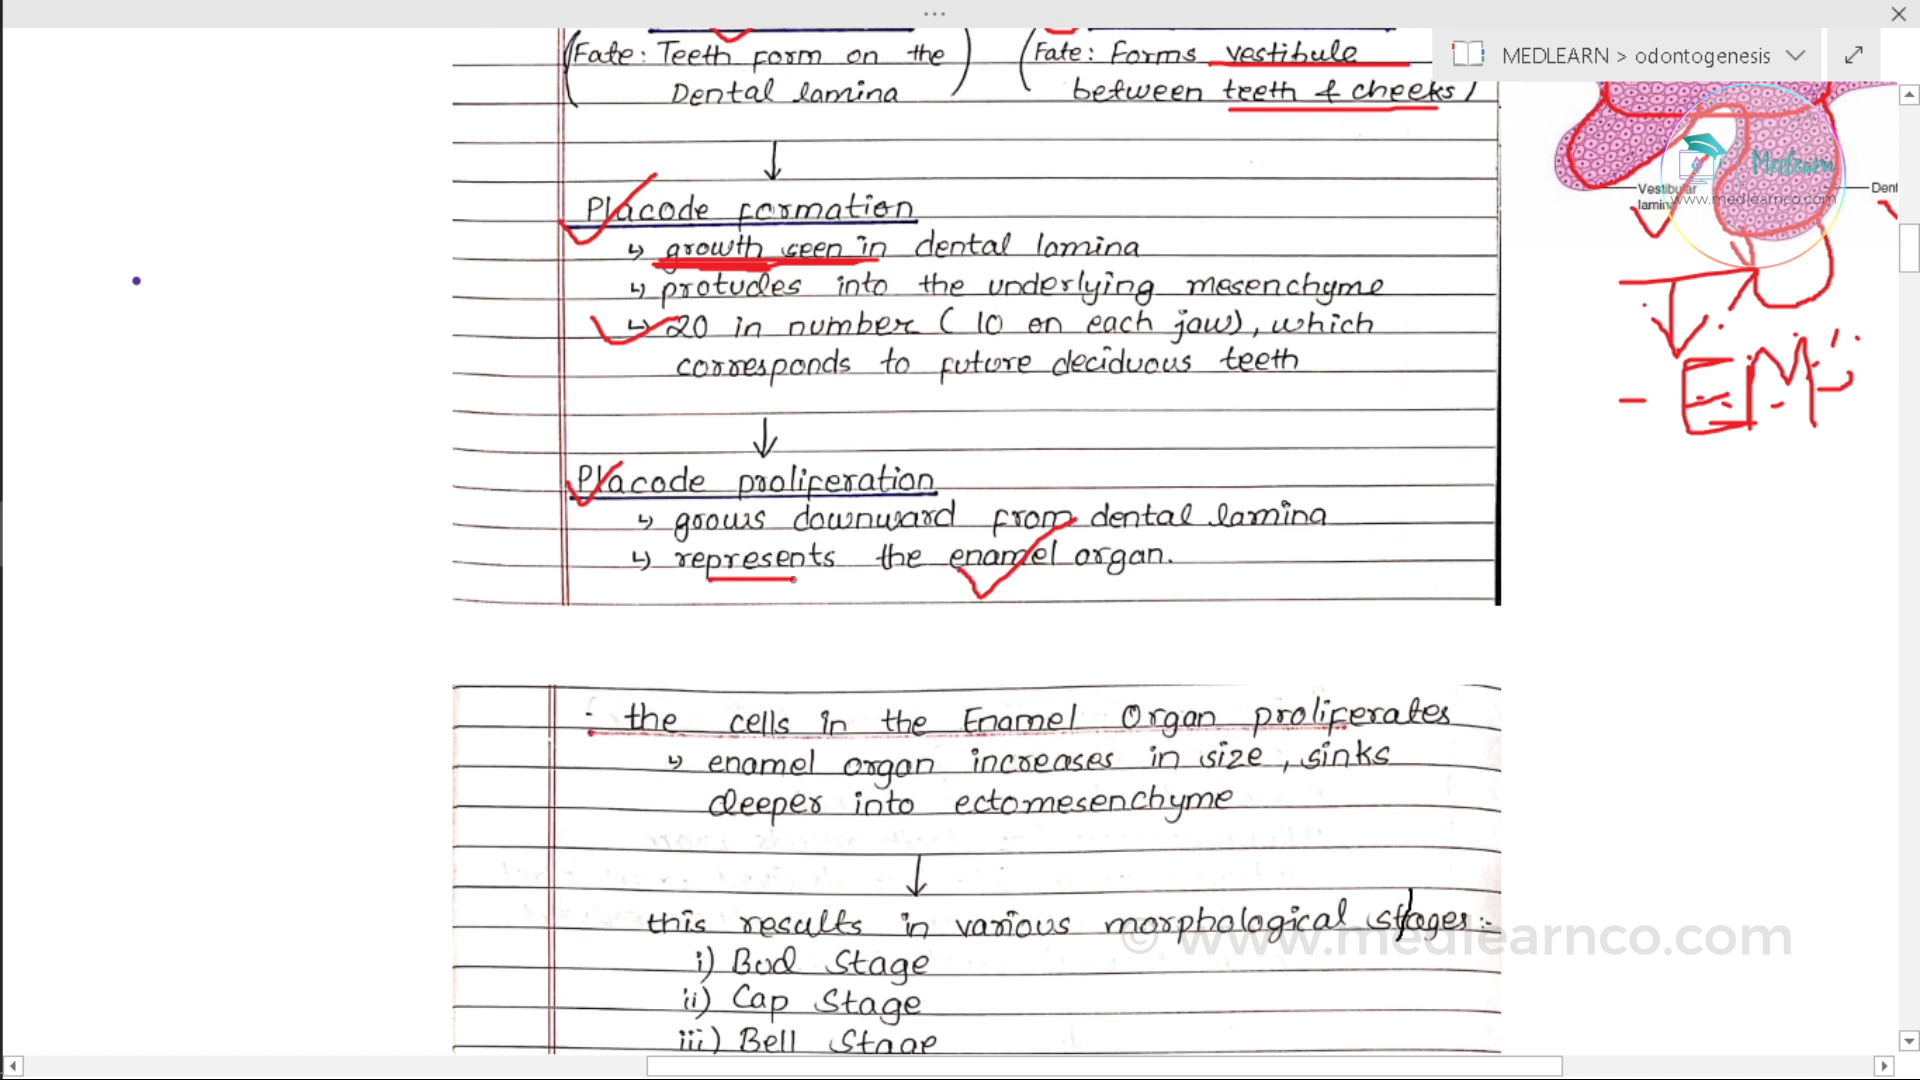 MEDLEARN > odontogenesis
(Fate: Teeth form on the
Dental lamina)
(Fate: Forms vestibule
between teeth & cheeks)
↓
Placode formation
↳ growth seen in dental lamina
↳ protudes into the underlying mesenchyme
↳ 20 in number (10 on each jaw), which
corresponds to future deciduous teeth
↓
Placode proliferation
↳ grows downward from dental lamina
↳ represents the enamel organ.
- the cells in the Enamel Organ proliferates
↳ enamel organ increases in size, sinks
deeper into ectomesenchyme
↓
this results in various morphological stages:-
i) Bud Stage
ii) Cap Stage
iii) Bell Stage
Vestibular
lamina
Dent
Medlearn
www.medlearnco.com
- EM
© www.medlearnco.com